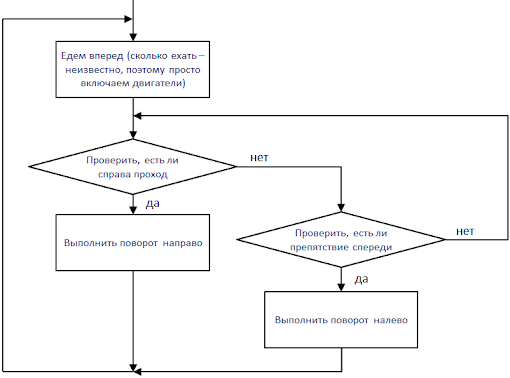 Едем вперед (сколько ехать –
неизвестно, поэтому просто
включаем двигатели)
Проверить, есть ли
справа проход
нет
да
Выполнить поворот направо
Проверить, есть ли
препятствие спереди
нет
да
Выполнить поворот налево